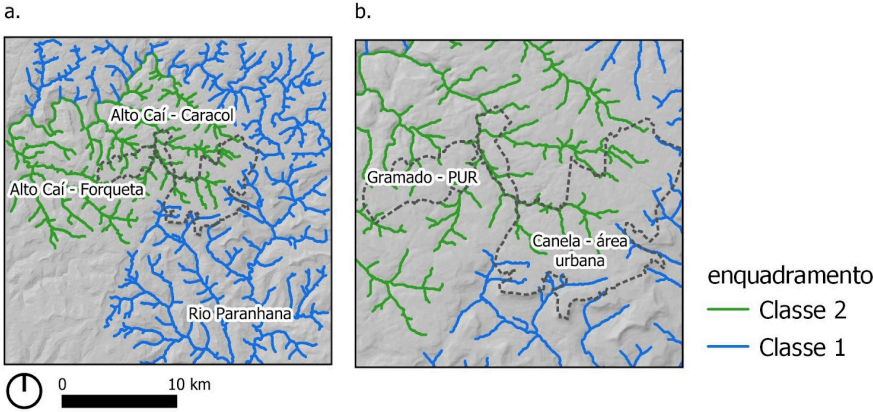 a.
Alto Caí - Caracol
Alto Caí - Forqueta
Rio Paranhana
0 10 km
b.
Gramado - PUR
Canela - área
urbana
enquadramento
Classe 2
Classe 1